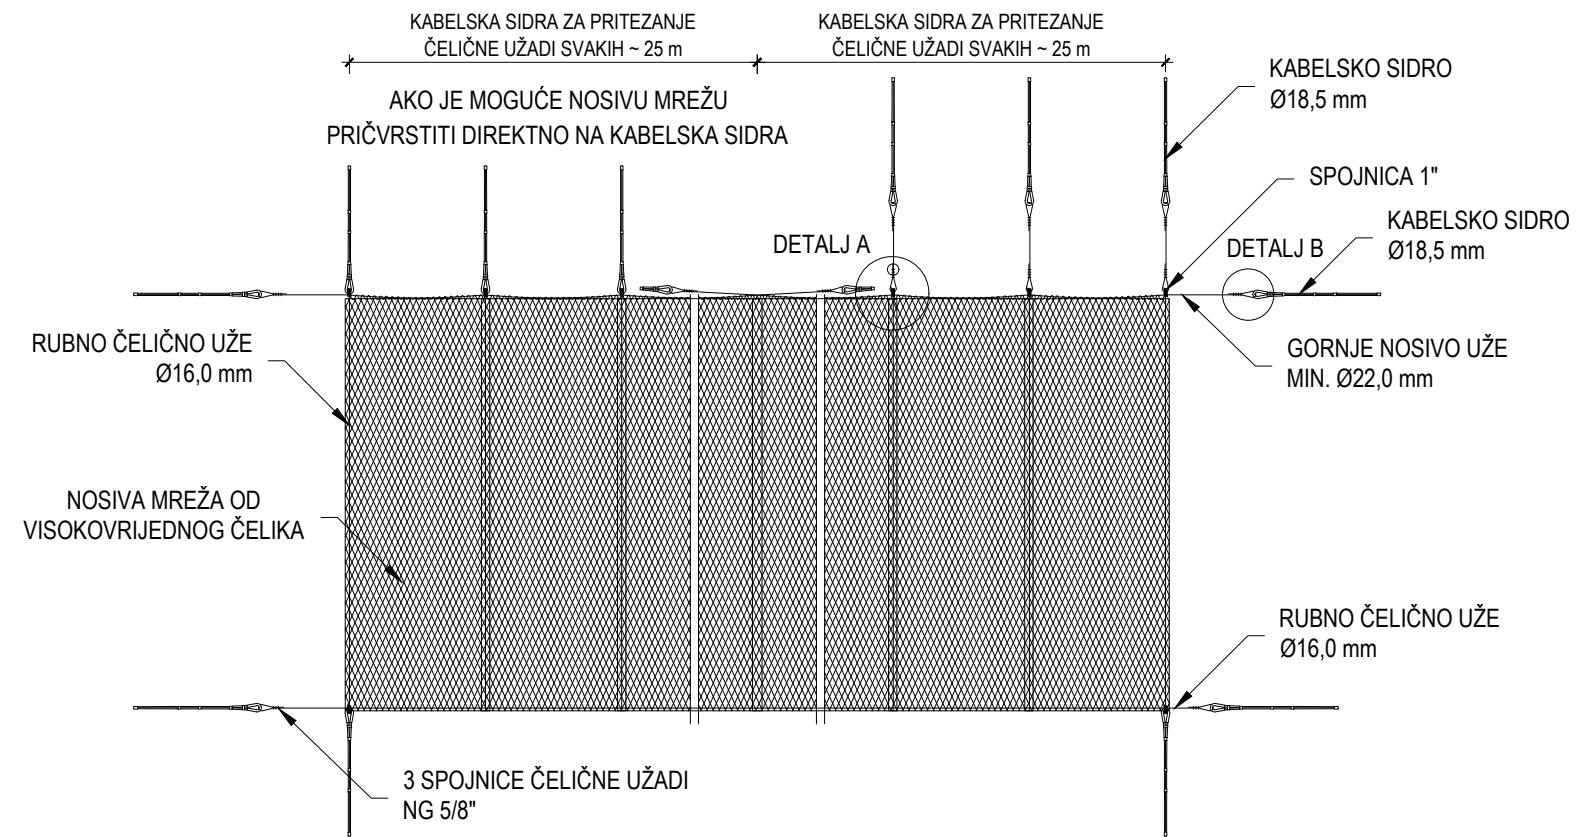 KABELSKA SIDRA ZA PRITEZANJE
ČELIČNE UŽADI SVAKIH ~ 25 m
KABELSKA SIDRA ZA PRITEZANJE
ČELIČNE UŽADI SVAKIH ~ 25 m
AKO JE MOGUĆE NOSIVU MREŽU
PRIČVRSTITI DIREKTNO NA KABELSKA SIDRA
KABELSKO SIDRO
Ø18,5 mm
SPOJNICA 1"
KABELSKO SIDRO
Ø18,5 mm
DETALJ A
DETALJ B
RUBNO ČELIČNO UŽE
Ø16,0 mm
GORNJE NOSIVO UŽE
MIN. Ø22,0 mm
NOSIVA MREŽA OD
VISOKOVRIJEDNOG ČELIKA
RUBNO ČELIČNO UŽE
Ø16,0 mm
3 SPOJNICE ČELIČNE UŽADI
NG 5/8"